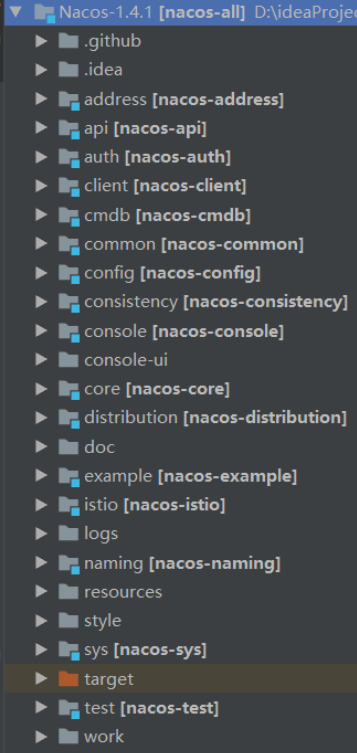 Nacos-1.4.1 [nacos-all] D:\ideaProjec
.github
.idea
address [nacos-address]
api [nacos-api]
auth [nacos-auth]
client [nacos-client]
cmdb [nacos-cmdb]
common [nacos-common]
config [nacos-config]
consistency [nacos-consistency]
console [nacos-console]
console-ui
core [nacos-core]
distribution [nacos-distribution]
doc
example [nacos-example]
istio [nacos-istio]
logs
naming [nacos-naming]
resources
style
sys [nacos-sys]
target
test [nacos-test]
work